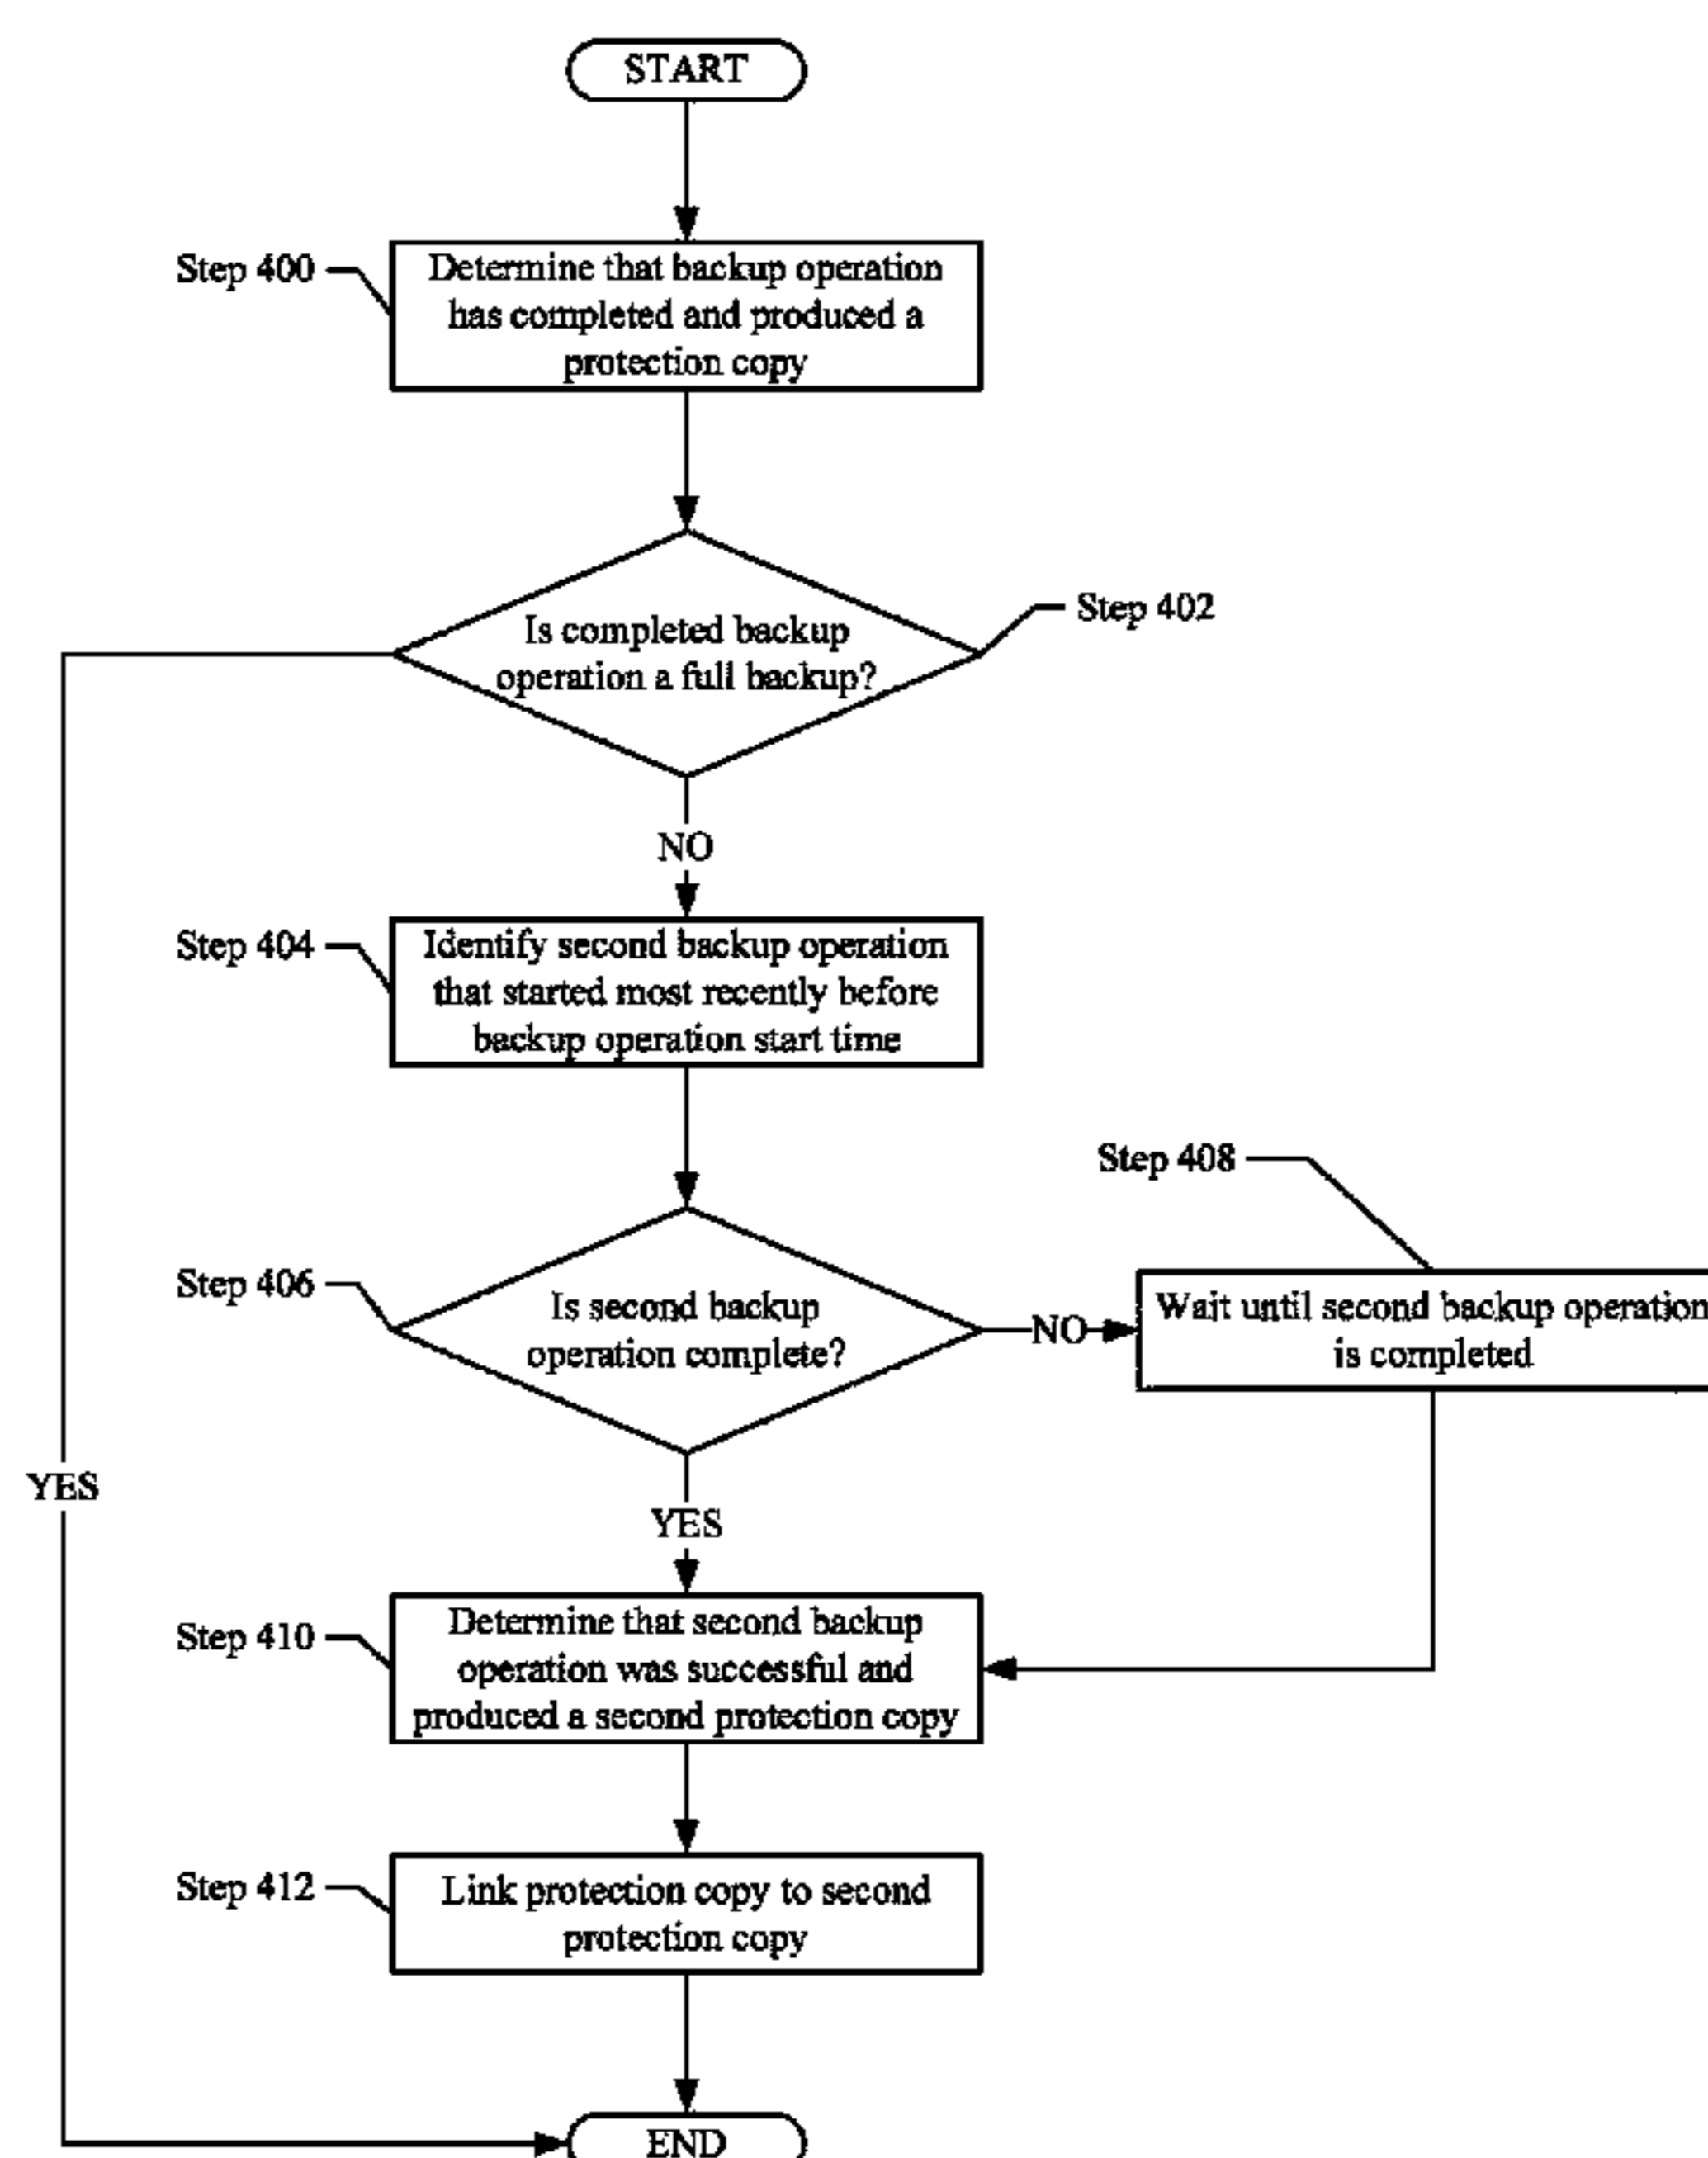 START
Step 400
Determine that backup operation
has completed and produced a
protection copy
Step 402
Is completed backup
operation a full backup?
NO
Step 404
Identify second backup operation
that started most recently before
backup operation start time
Step 408
Step 406
Is second backup
operation complete?
NO
Wait until second backup operation
is completed
YES
YES
Step 410
Determine that second backup
operation was successful and
produced a second protection copy
Step 412
Link protection copy to second
protection copy
END